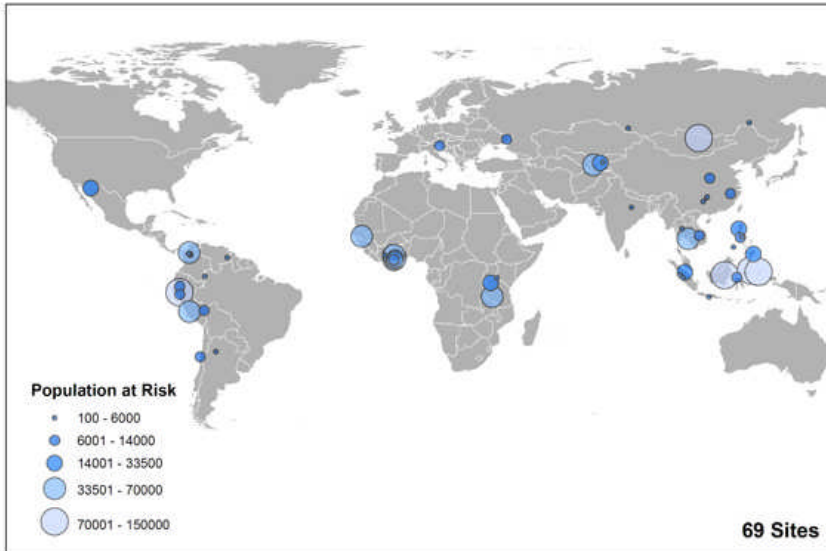 Population at Risk
100 - 6000
6001 - 14000
14001 - 33500
33501 - 70000
70001 - 150000
69 Sites